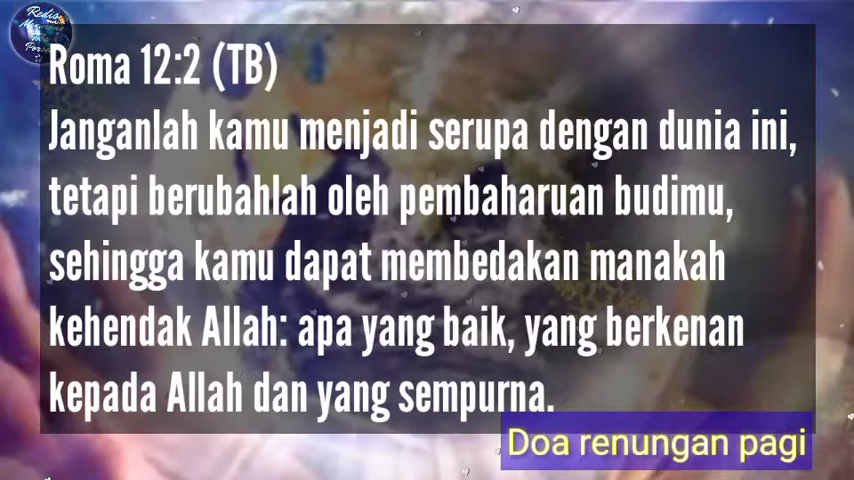 Roma 12:2 (TB)
Janganlah kamu menjadi serupa dengan dunia ini,
tetapi berubahlah oleh pembaharuan budimu,
sehingga kamu dapat membedakan manakah
kehendak Allah: apa yang baik, yang berkenan
kepada Allah dan yang sempurna.
Doa renungan pagi